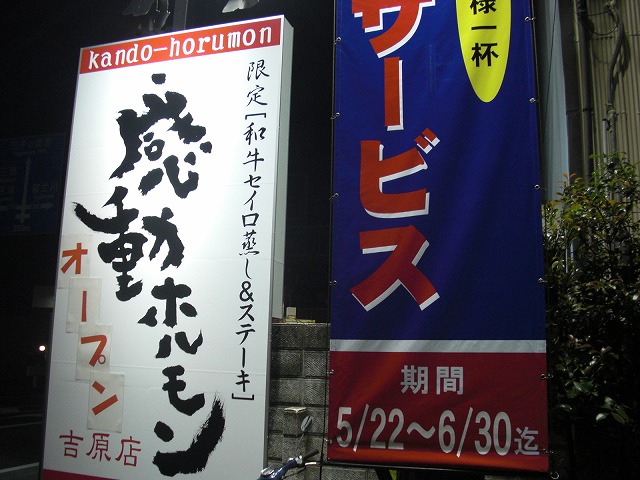 kando-horumon
限定[和牛セイロ蒸し&ステーキ]
感動ホルモン
オープン
吉原店
様一杯
サービス
期間
5/22～6/30迄